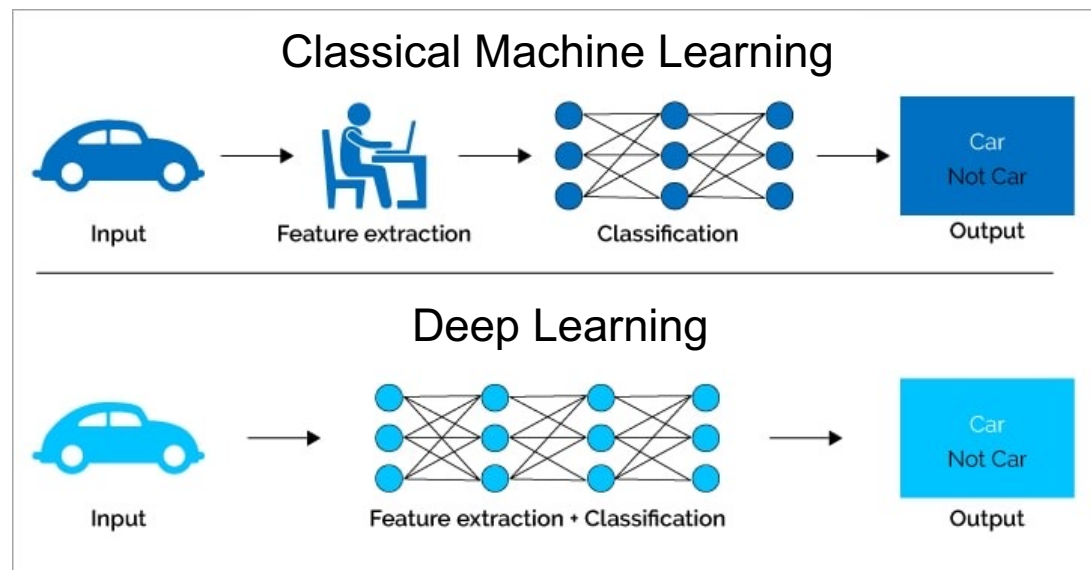 Classical Machine Learning
Car
Not Car
Input
Feature extraction
Classification
Output
Deep Learning
Car
Not Car
Input
Feature extraction + Classification
Output